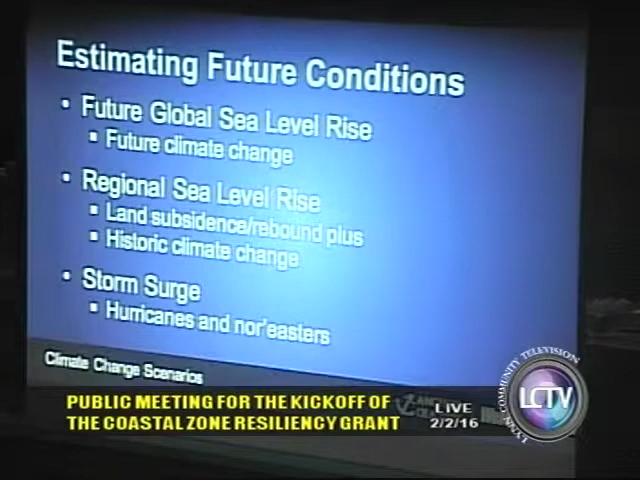 Estimating Future Conditions
• Future Global Sea Level Rise
▪ Future climate change
• Regional Sea Level Rise
▪ Land subsidence/rebound plus
▪ Historic climate change
• Storm Surge
▪ Hurricanes and nor'easters
Climate Change Scenarios
PUBLIC MEETING FOR THE KICKOFF OF
THE COASTAL ZONE RESILIENCY GRANT
LIVE
2/2/16
LYNN COMMUNITY TELEVISION
LCTV